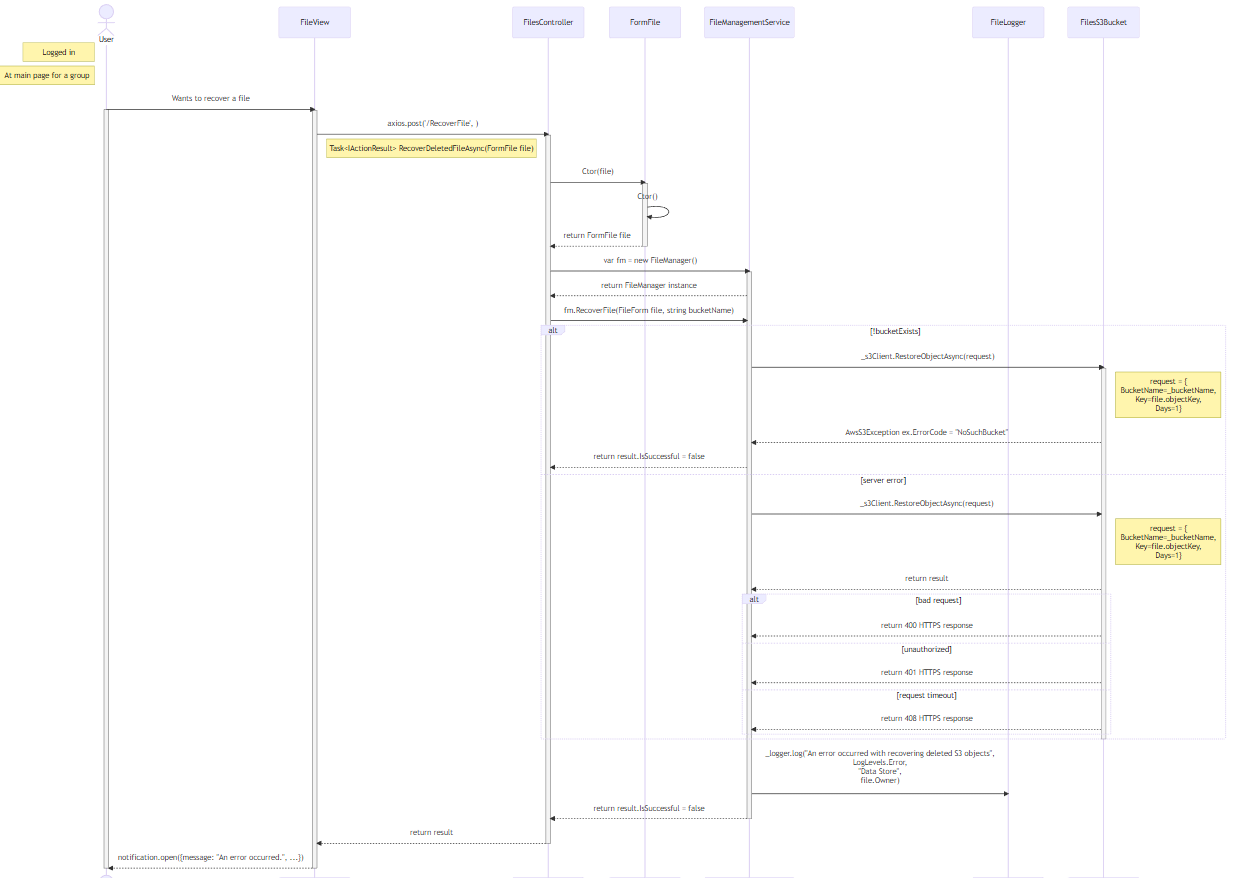 FileView
FilesController
FormFile
FileManagementService
FileLogger
FilesS3Bucket
User
Logged in
At main page for a group
Wants to recover a file
axios.post('/RecoverFile', )
Task<IActionResult> RecoverDeletedFileAsync(FormFile file)
Ctor(file)
Ctor()
return FormFile file
var fm = new FileManager()
return FileManager instance
fm.RecoverFile(FileForm file, string bucketName)
alt
[!bucketExists]
_s3Client.RestoreObjectAsync(request)
request = {
BucketName=_bucketName,
Key=file.objectKey,
Days=1}
AwsS3Exception ex.ErrorCode = "NoSuchBucket"
return result.IsSuccessful = false
[server error]
_s3Client.RestoreObjectAsync(request)
request = {
BucketName=_bucketName,
Key=file.objectKey,
Days=1}
return result
alt
[bad request]
return 400 HTTPS response
[unauthorized]
return 401 HTTPS response
[request timeout]
return 408 HTTPS response
_logger.log("An error occurred with recovering deleted S3 objects",
LogLevels.Error,
"Data Store",
file.Owner)
return result.IsSuccessful = false
return result
notification.open({message: "An error occurred.", ...})